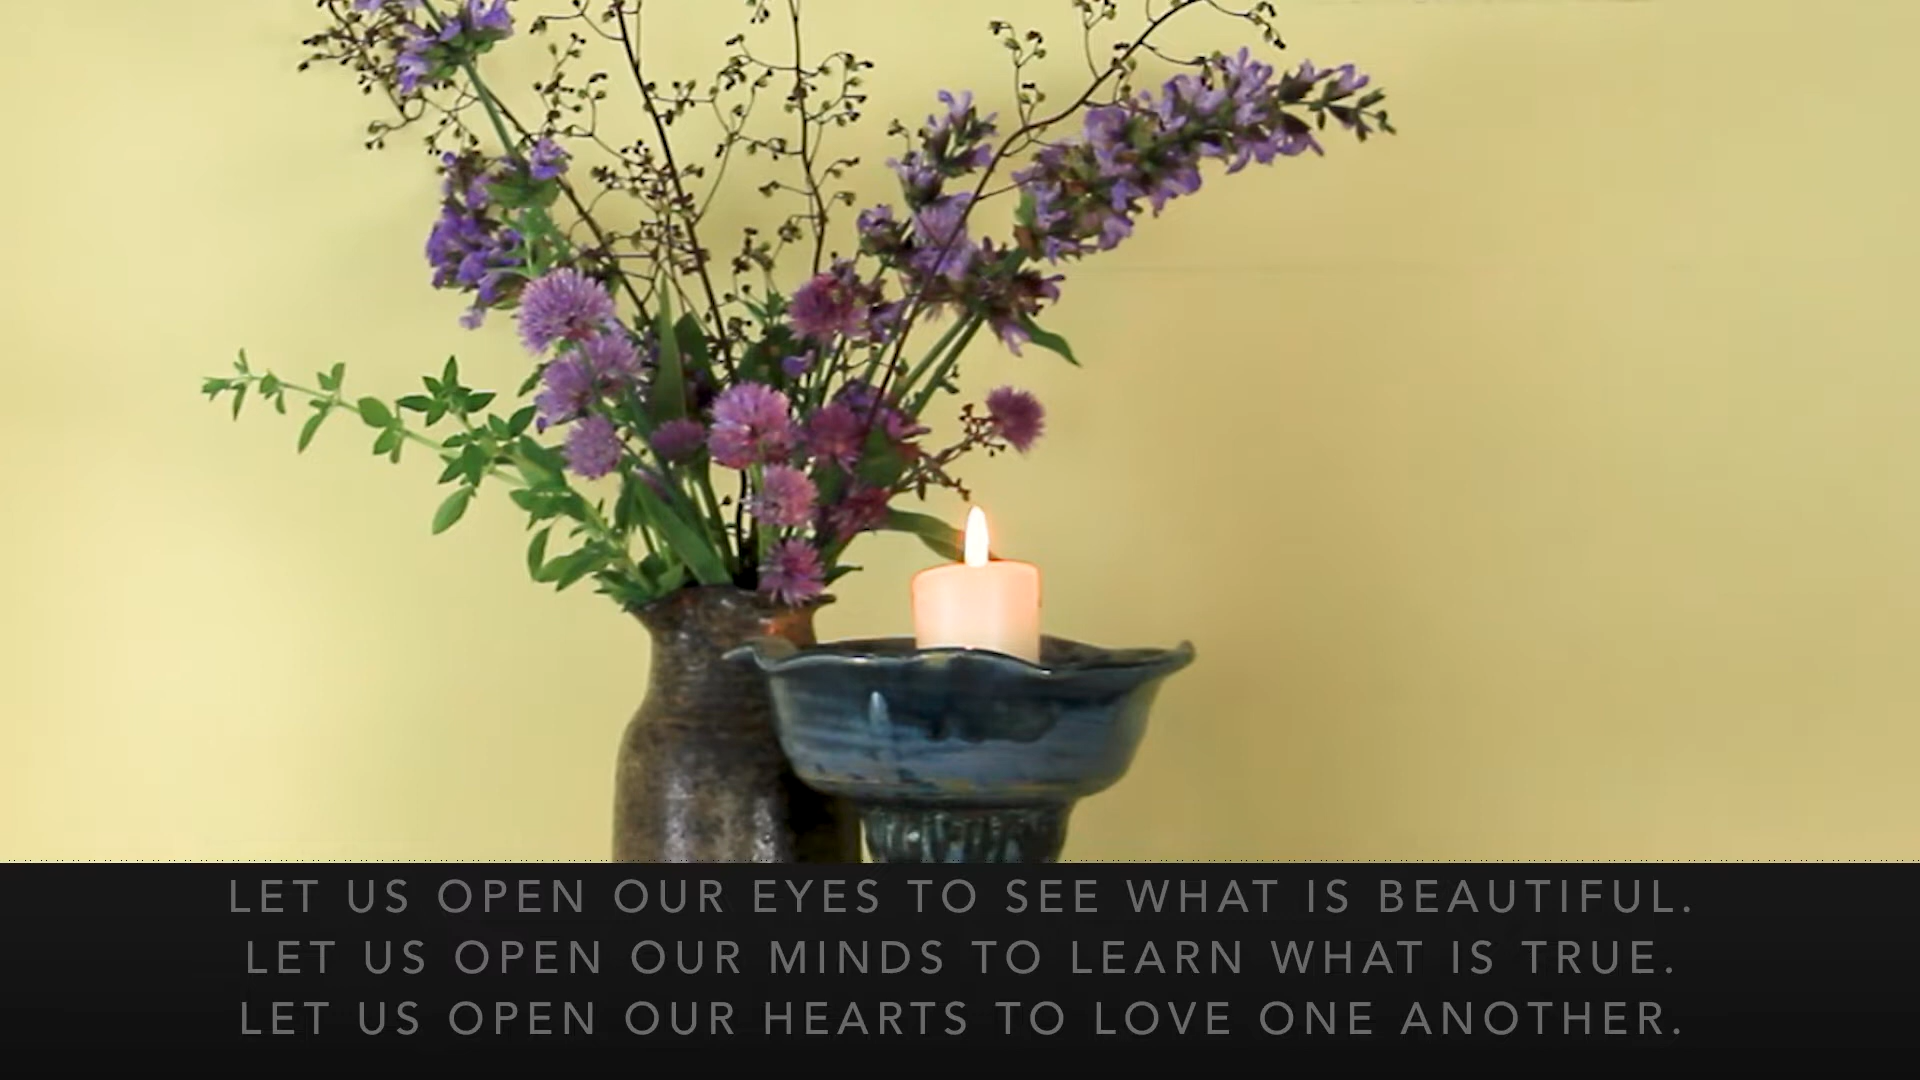 LET US OPEN OUR EYES TO SEE WHAT IS BEAUTIFUL.
LET US OPEN OUR MINDS TO LEARN WHAT IS TRUE.
LET US OPEN OUR HEARTS TO LOVE ONE ANOTHER.